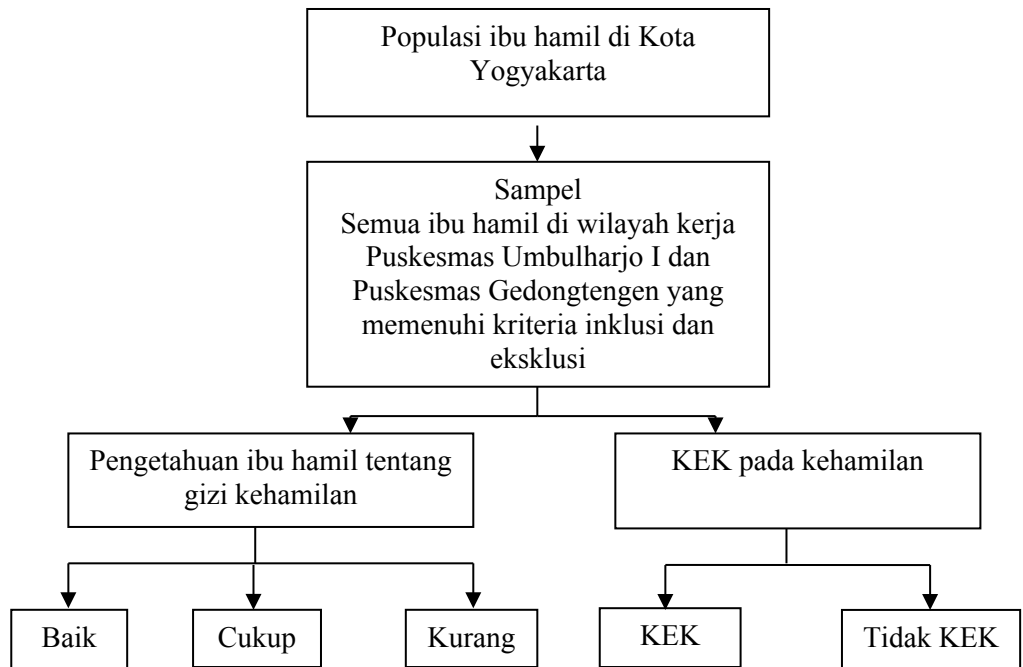 Populasi ibu hamil di Kota
Yogyakarta
Sampel
Semua ibu hamil di wilayah kerja
Puskesmas Umbulharjo I dan
Puskesmas Gedongtengen yang
memenuhi kriteria inklusi dan
eksklusi
Pengetahuan ibu hamil tentang
gizi kehamilan
KEK pada kehamilan
Baik
Cukup
Kurang
KEK
Tidak KEK